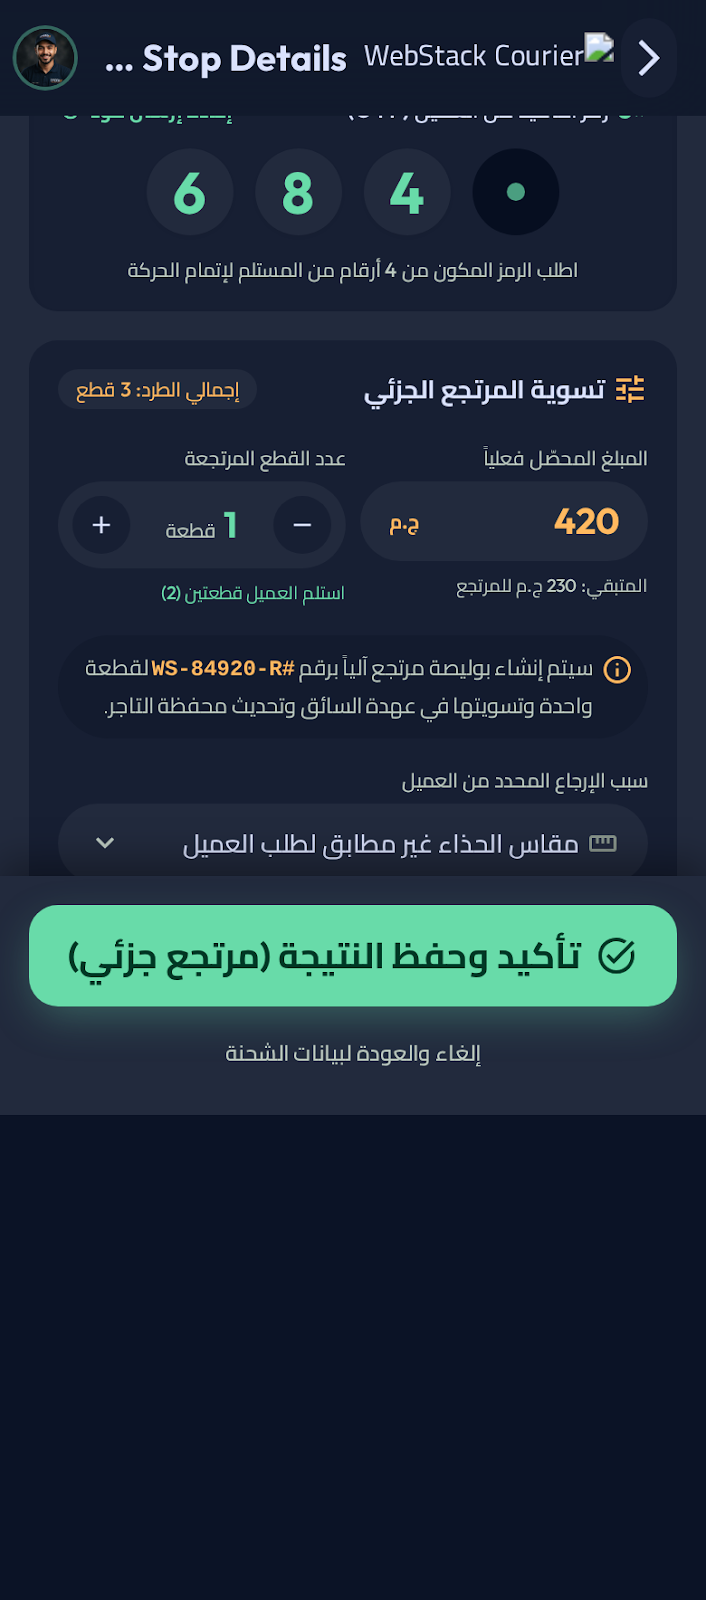 WebStack Courier
Stop Details ...
4 8 6
اطلب الرمز المكون من 4 أرقام من المستلم لإتمام الحركة
تسوية المرتجع الجزئي
إجمالي الطرد: 3 قطع
المبلغ المحصّل فعلياً
420 ج.م
المتبقي: 230 ج.م للمرتجع
عدد القطع المرتجعة
− 1 قطعة +
استلم العميل قطعتين (2)
سيتم إنشاء بوليصة مرتجع آلياً برقم #WS-84920-R لقطعة
واحدة وتسويتها في عهدة السائق وتحديث محفظة التاجر.
سبب الإرجاع المحدد من العميل
مقاس الحذاء غير مطابق لطلب العميل
تأكيد وحفظ النتيجة (مرتجع جزئي)
إلغاء والعودة لبيانات الشحنة